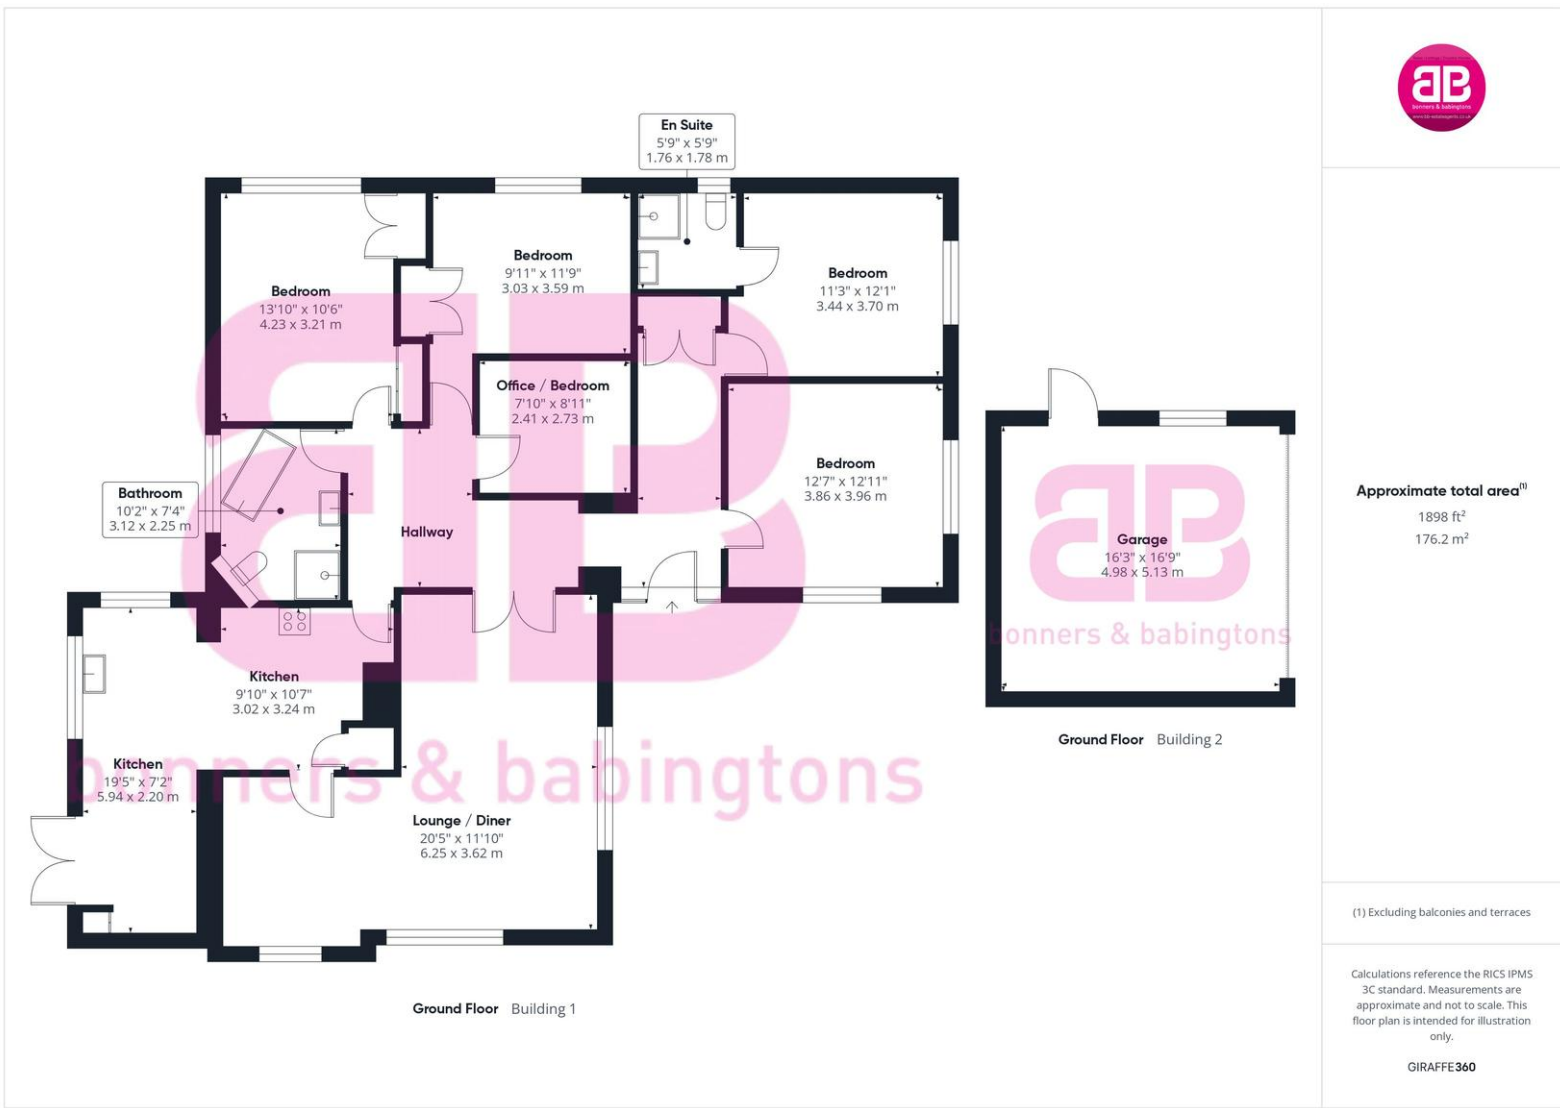 En Suite
5'9" x 5'9"
1.76 x 1.78 m
Bedroom
13'10" x 10'6"
4.23 x 3.21 m
Bedroom
9'11" x 11'9"
3.03 x 3.59 m
Bedroom
11'3" x 12'1"
3.44 x 3.70 m
Office / Bedroom
7'10" x 8'11"
2.41 x 2.73 m
Bedroom
12'7" x 12'11"
3.86 x 3.96 m
Bathroom
10'2" x 7'4"
3.12 x 2.25 m
Hallway
Kitchen
9'10" x 10'7"
3.02 x 3.24 m
Kitchen
19'5" x 7'2"
5.94 x 2.20 m
Lounge / Diner
20'5" x 11'10"
6.25 x 3.62 m
bonners & babingtons
Ground Floor Building 1
Garage
16'3" x 16'9"
4.98 x 5.13 m
bonners & babingtons
Ground Floor Building 2
BB
bonners & babingtons
Approximate total area(1)
1898 ft²
176.2 m²
(1) Excluding balconies and terraces
Calculations reference the RICS IPMS
3C standard. Measurements are
approximate and not to scale. This
floor plan is intended for illustration
only.
GIRAFFE360